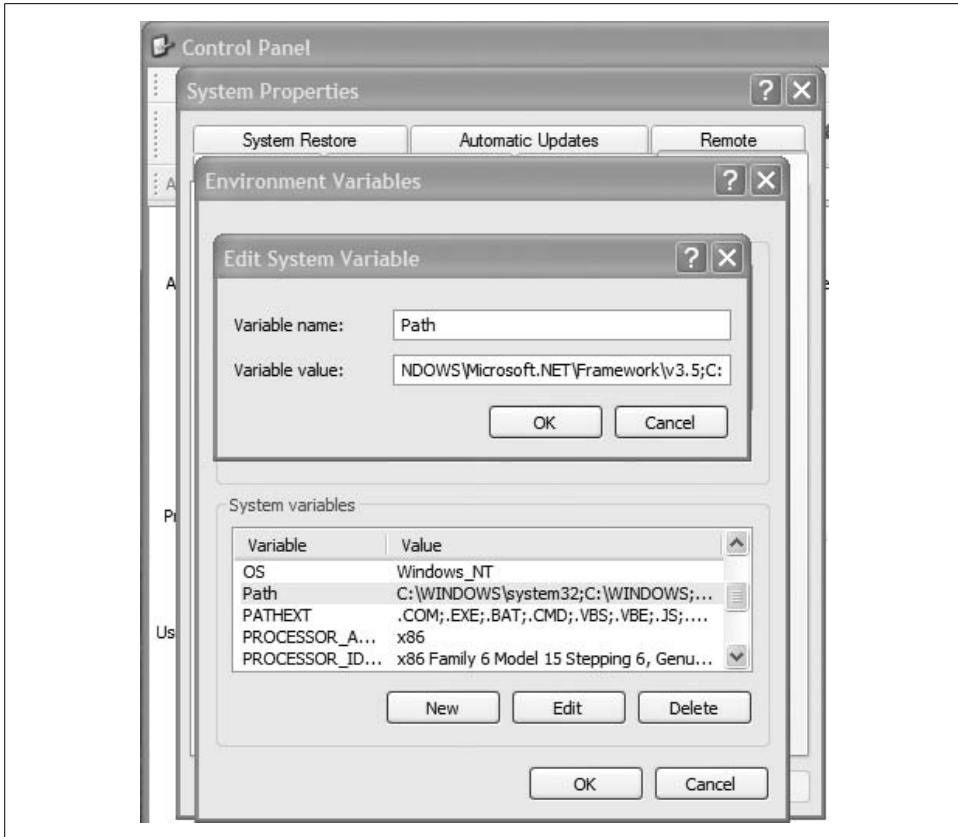 Control Panel
System Properties
System Restore Automatic Updates Remote
A
Environment Variables
Edit System Variable
A
Variable name: Path
Variable value: NDOWS\Microsoft.NET\Framework\v3.5;C:
OK Cancel
System variables
Variable Value
OS Windows_NT
Path C:\WINDOWS\system32;C:\WINDOWS;...
PATHEXT .COM;.EXE;.BAT;.CMD;.VBS;.VBE;.JS;....
PROCESSOR_A... x86
PROCESSOR_ID... x86 Family 6 Model 15 Stepping 6, Genu...
Us
New Edit Delete
OK Cancel